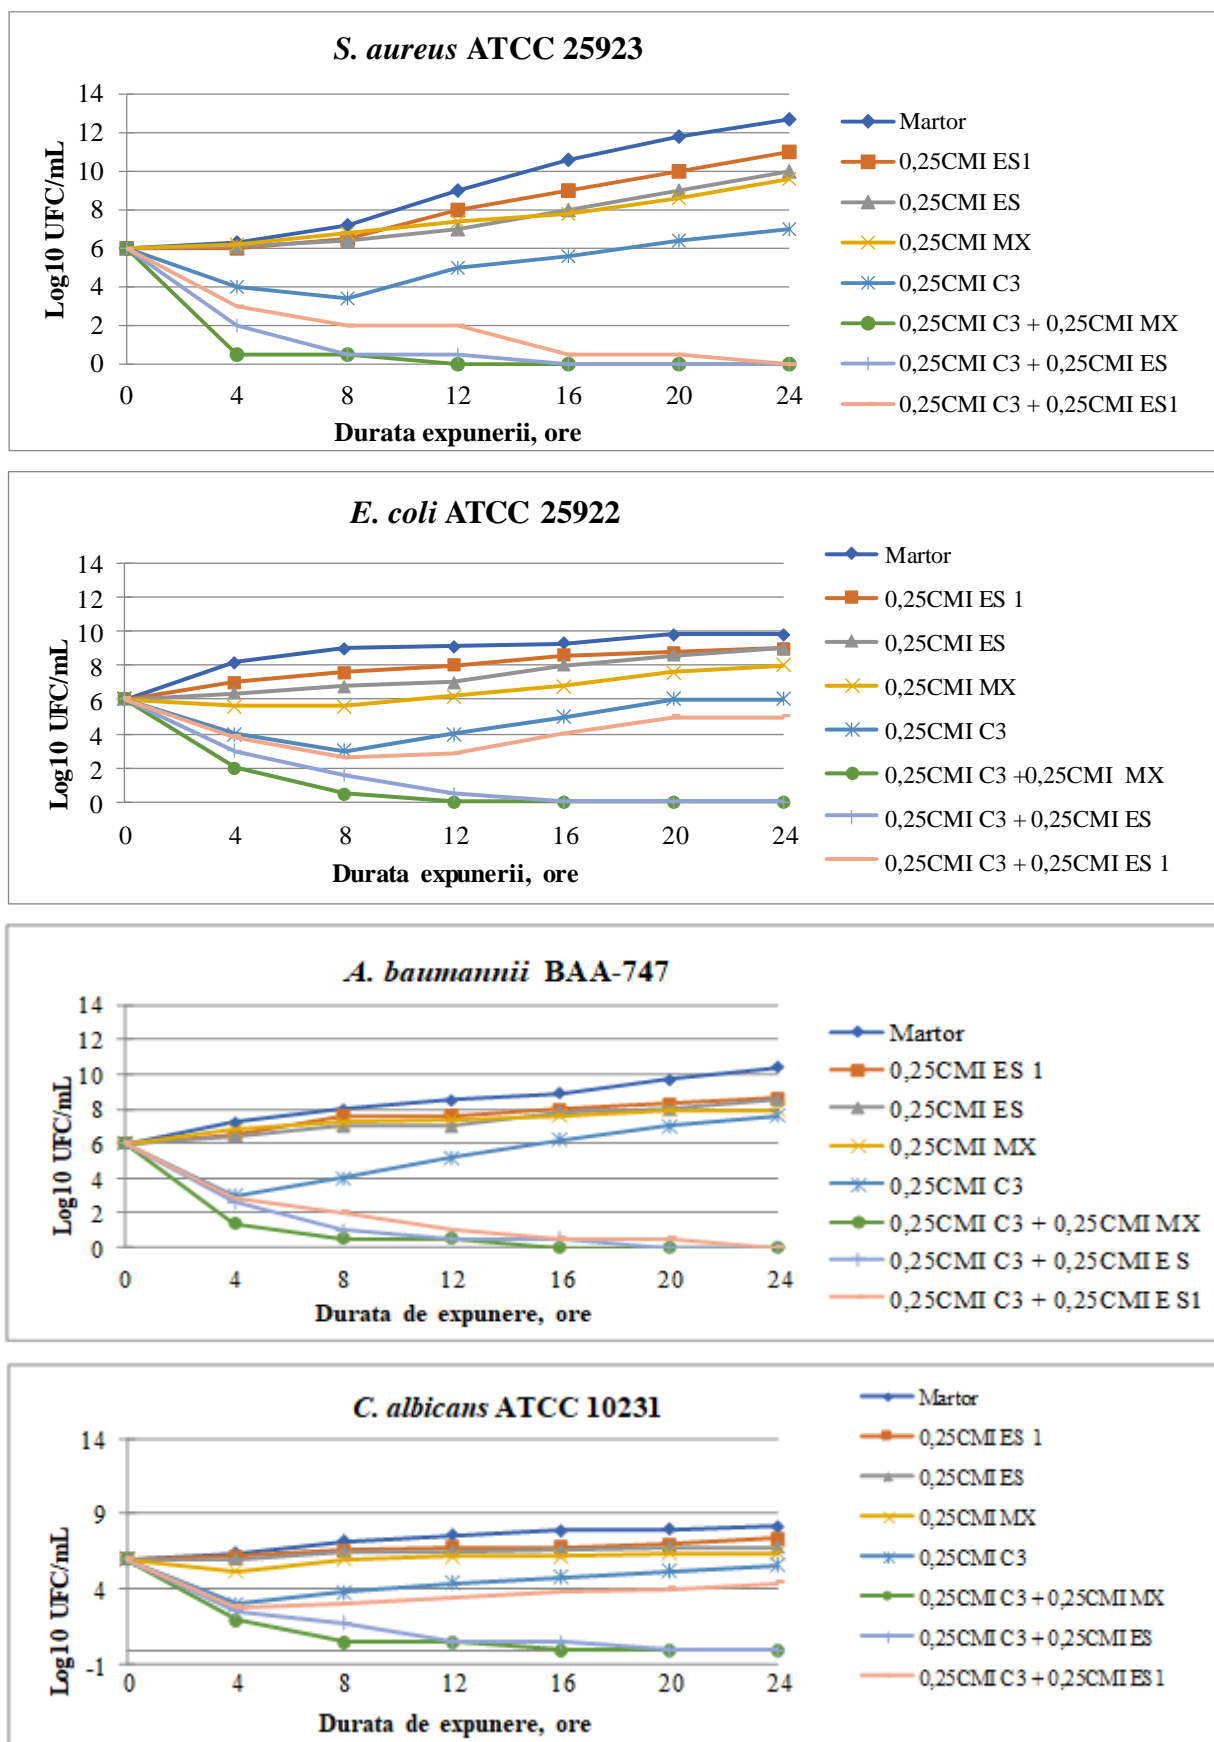 S. aureus ATCC 25923
Log10 UFC/mL
14
12
10
8
6
4
2
0
0 4 8 12 16 20 24
Durata expunerii, ore
Martor
0,25CMI ES1
0,25CMI ES
0,25CMI MX
0,25CMI C3
0,25CMI C3 + 0,25CMI MX
0,25CMI C3 + 0,25CMI ES
0,25CMI C3 + 0,25CMI ES1
E. coli ATCC 25922
Log10 UFC/mL
14
12
10
8
6
4
2
0
0 4 8 12 16 20 24
Durata expunerii, ore
Martor
0,25CMI ES 1
0,25CMI ES
0,25CMI MX
0,25CMI C3
0,25CMI C3 +0,25CMI MX
0,25CMI C3 + 0,25CMI ES
0,25CMI C3 + 0,25CMI ES 1
A. baumannii BAA-747
Log10 UFC/mL
14
12
10
8
6
4
2
0
0 4 8 12 16 20 24
Durata de expunere, ore
Martor
0,25CMI ES 1
0,25CMI ES
0,25CMI MX
0,25CMI C3
0,25CMI C3 + 0,25CMI MX
0,25CMI C3 + 0,25CMI ES
0,25CMI C3 + 0,25CMI ES1
C. albicans ATCC 10231
Log10 UFC/mL
14
9
4
-1
0 4 8 12 16 20 24
Durata de expunere, ore
Martor
0,25CMI ES 1
0,25CMI ES
0,25CMI MX
0,25CMI C3
0,25CMI C3 + 0,25CMI MX
0,25CMI C3 + 0,25CMI ES
0,25CMI C3 + 0,25CMI ES1